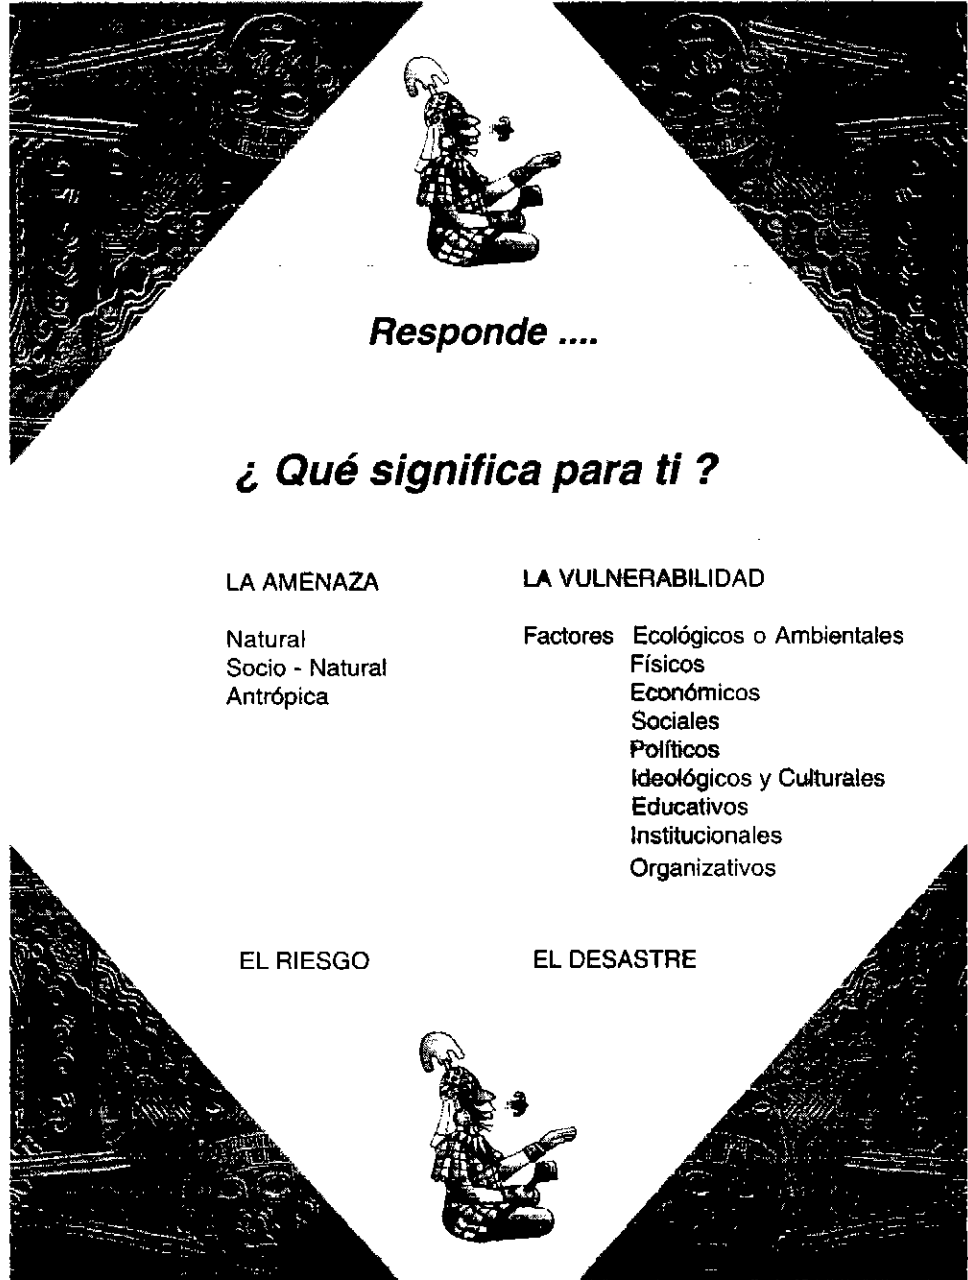 Responde ....
¿ Qué significa para ti ?
LA AMENAZA
Natural
Socio - Natural
Antrópica
LA VULNERABILIDAD
Factores Ecológicos o Ambientales
Físicos
Económicos
Sociales
Políticos
Ideológicos y Culturales
Educativos
Institucionales
Organizativos
EL RIESGO
EL DESASTRE